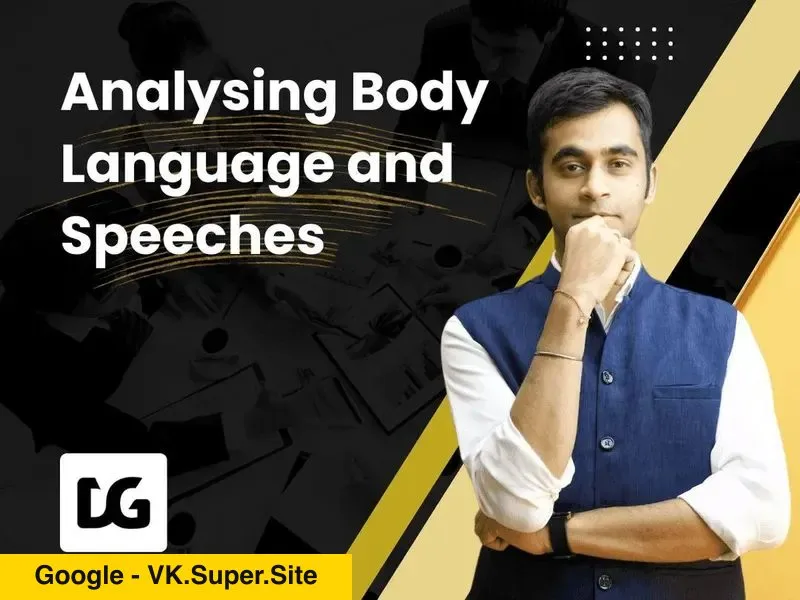 Analysing Body
Language and
Speeches
DG
Google - VK.Super.Site